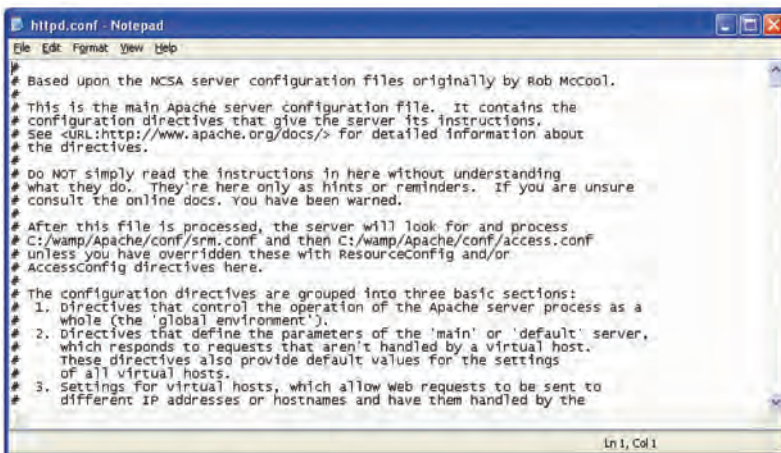 httpd.conf - Notepad
File Edit Format View Help
#
# Based upon the NCSA server configuration files originally by Rob McCool.
#
# This is the main Apache server configuration file.  It contains the
# configuration directives that give the server its instructions.
# See <URL:http://www.apache.org/docs/> for detailed information about
# the directives.
#
# Do NOT simply read the instructions in here without understanding
# what they do.  They're here only as hints or reminders.  If you are unsure
# consult the online docs. You have been warned.
#
# After this file is processed, the server will look for and process
# C:/wamp/Apache/conf/srm.conf and then C:/wamp/Apache/conf/access.conf
# unless you have overridden these with ResourceConfig and/or
# AccessConfig directives here.
#
# The configuration directives are grouped into three basic sections:
#  1. Directives that control the operation of the Apache server process as a
#     whole (the 'global environment').
#  2. Directives that define the parameters of the 'main' or 'default' server,
#     which responds to requests that aren't handled by a virtual host.
#     These directives also provide default values for the settings
#     of all virtual hosts.
#  3. Settings for virtual hosts, which allow Web requests to be sent to
#     different IP addresses or hostnames and have them handled by the
Ln 1, Col 1